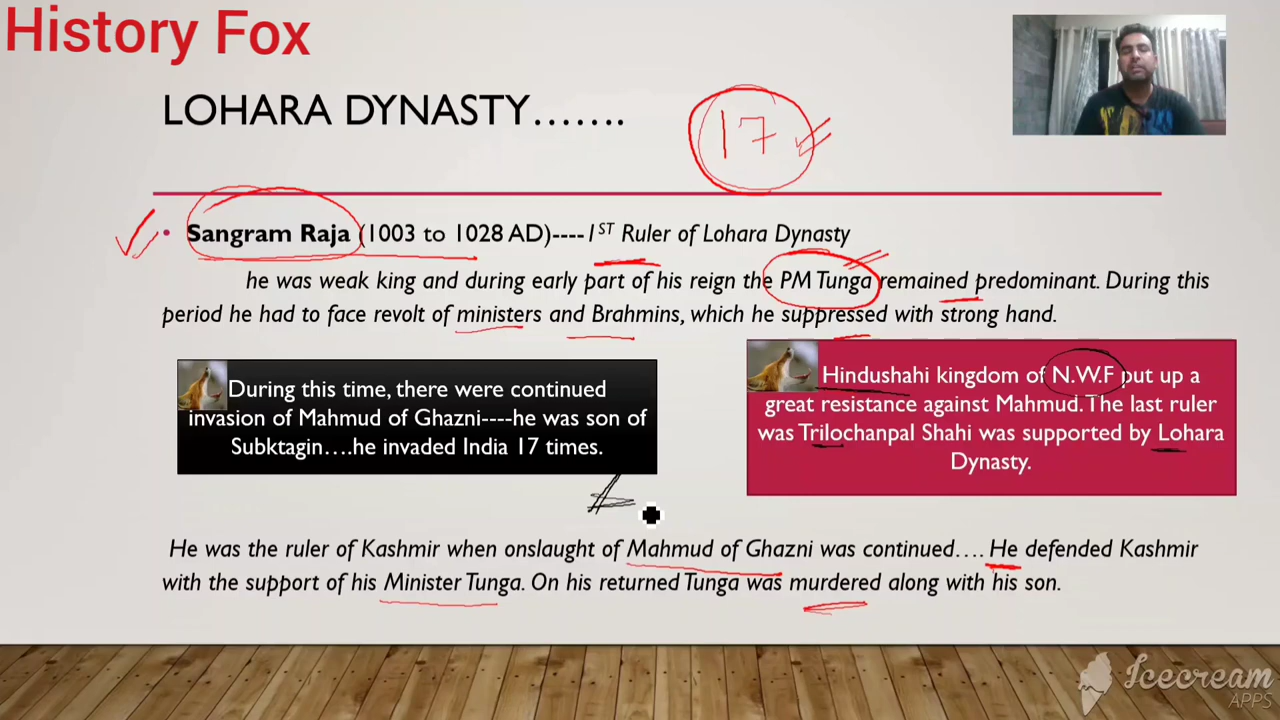 History Fox
LOHARA DYNASTY.......
17
• Sangram Raja (1003 to 1028 AD)----1ST Ruler of Lohara Dynasty
he was weak king and during early part of his reign the PM Tunga remained predominant. During this
period he had to face revolt of ministers and Brahmins, which he suppressed with strong hand.
During this time, there were continued
invasion of Mahmud of Ghazni----he was son of
Subktagin....he invaded India 17 times.
Hindushahi kingdom of N.W.F put up a
great resistance against Mahmud. The last ruler
was Trilochanpal Shahi was supported by Lohara
Dynasty.
He was the ruler of Kashmir when onslaught of Mahmud of Ghazni was continued.... He defended Kashmir
with the support of his Minister Tunga. On his returned Tunga was murdered along with his son.
Icecream
APPS